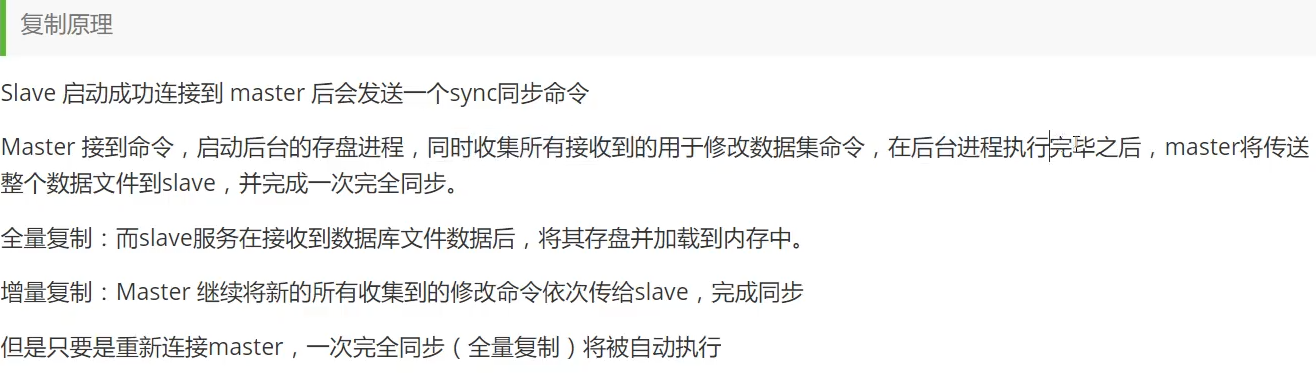 复制原理
Slave 启动成功连接到 master 后会发送一个sync同步命令
Master 接到命令，启动后台的存盘进程，同时收集所有接收到的用于修改数据集命令，在后台进程执行完毕之后，master将传送
整个数据文件到slave，并完成一次完全同步。
全量复制：而slave服务在接收到数据库文件数据后，将其存盘并加载到内存中。
增量复制：Master 继续将新的所有收集到的修改命令依次传给slave，完成同步
但是只要是重新连接master，一次完全同步（全量复制）将被自动执行